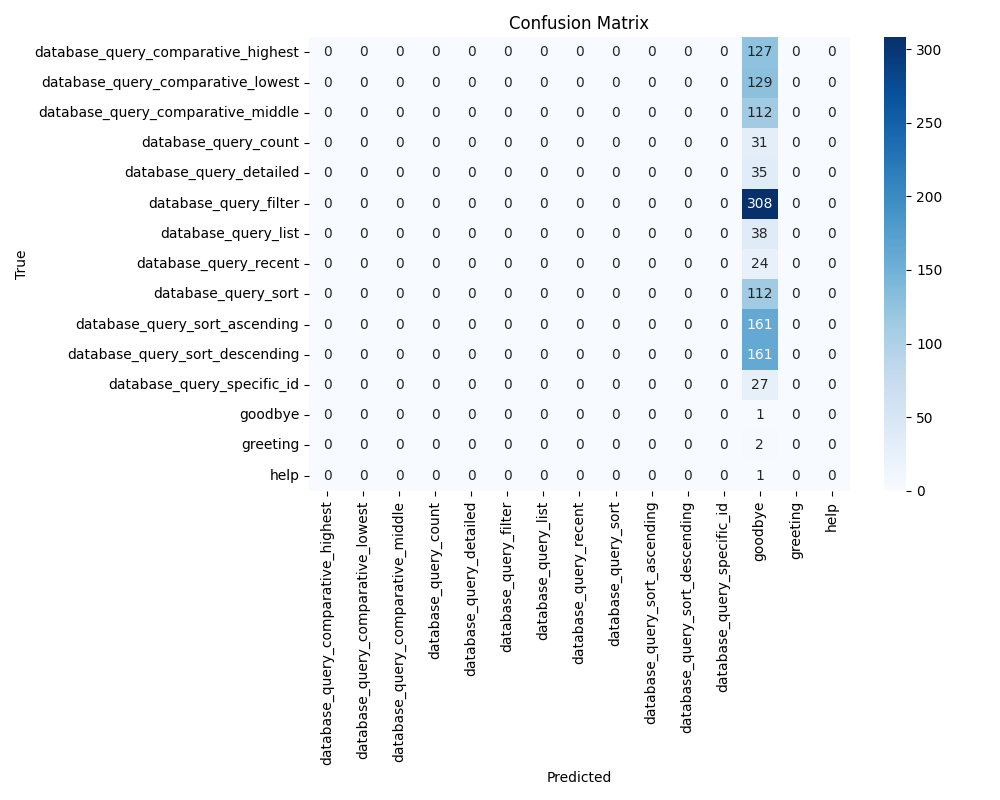 Confusion Matrix
True
database_query_comparative_highest 0 0 0 0 0 0 0 0 0 0 0 0 127 0 0
database_query_comparative_lowest 0 0 0 0 0 0 0 0 0 0 0 0 129 0 0
database_query_comparative_middle 0 0 0 0 0 0 0 0 0 0 0 0 112 0 0
database_query_count 0 0 0 0 0 0 0 0 0 0 0 0 31 0 0
database_query_detailed 0 0 0 0 0 0 0 0 0 0 0 0 35 0 0
database_query_filter 0 0 0 0 0 0 0 0 0 0 0 0 308 0 0
database_query_list 0 0 0 0 0 0 0 0 0 0 0 0 38 0 0
database_query_recent 0 0 0 0 0 0 0 0 0 0 0 0 24 0 0
database_query_sort 0 0 0 0 0 0 0 0 0 0 0 0 112 0 0
database_query_sort_ascending 0 0 0 0 0 0 0 0 0 0 0 0 161 0 0
database_query_sort_descending 0 0 0 0 0 0 0 0 0 0 0 0 161 0 0
database_query_specific_id 0 0 0 0 0 0 0 0 0 0 0 0 27 0 0
goodbye 0 0 0 0 0 0 0 0 0 0 0 0 1 0 0
greeting 0 0 0 0 0 0 0 0 0 0 0 0 2 0 0
help 0 0 0 0 0 0 0 0 0 0 0 0 1 0 0
database_query_comparative_highest
database_query_comparative_lowest
database_query_comparative_middle
database_query_count
database_query_detailed
database_query_filter
database_query_list
database_query_recent
database_query_sort
database_query_sort_ascending
database_query_sort_descending
database_query_specific_id
goodbye
greeting
help
Predicted
300
250
200
150
100
50
0